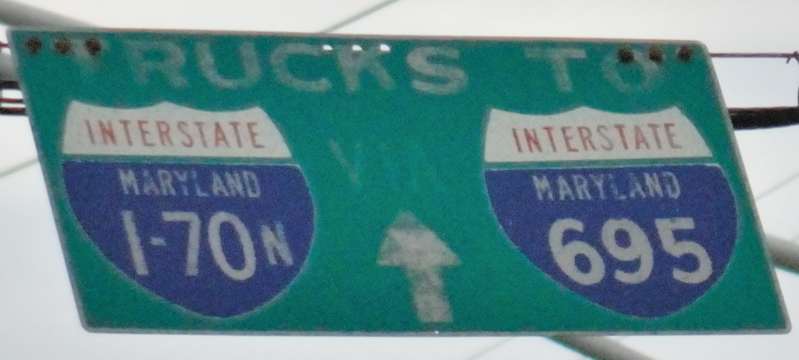 TRUCKS TO
INTERSTATE
MARYLAND
I-70N
VIA
INTERSTATE
MARYLAND
695